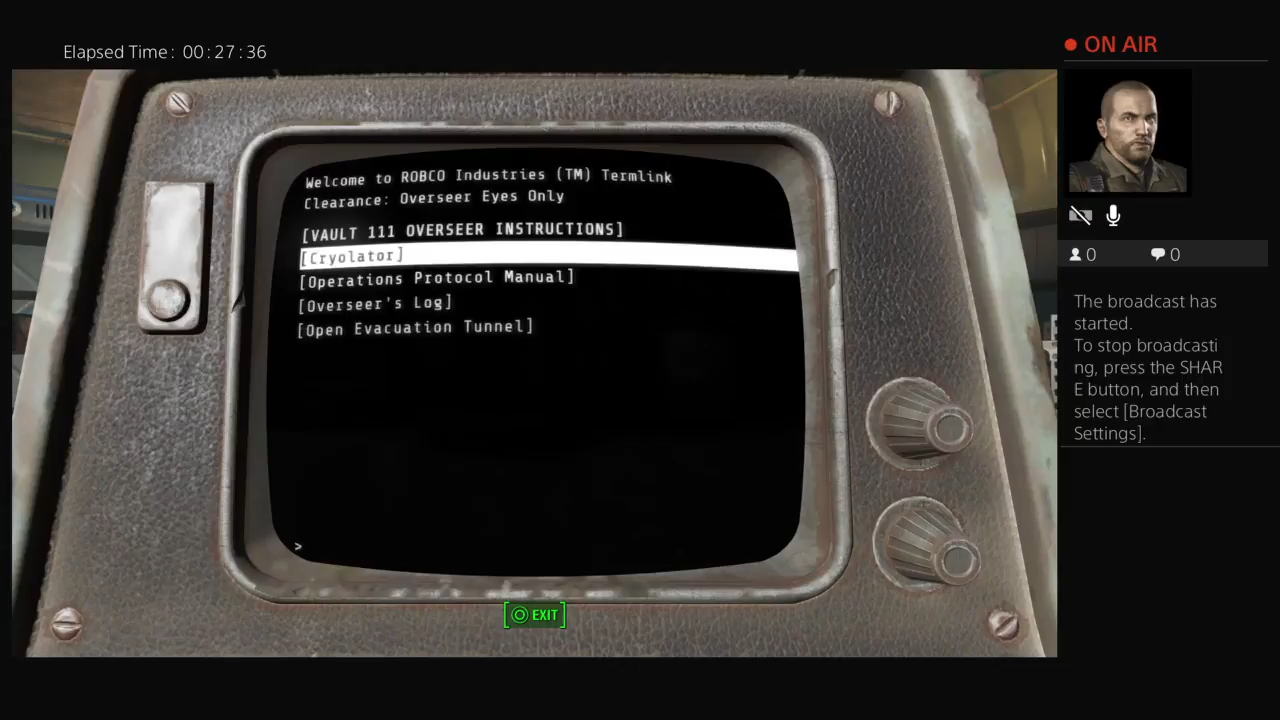 Elapsed Time: 00:27:36
ON AIR
Welcome to ROBCO Industries (TM) Termlink
Clearance: Overseer Eyes Only
[VAULT 111 OVERSEER INSTRUCTIONS]
[Cryolator]
[Operations Protocol Manual]
[Overseer's Log]
[Open Evacuation Tunnel]
>
EXIT
0
0
The broadcast has
started.
To stop broadcasti
ng, press the SHAR
E button, and then
select [Broadcast
Settings].